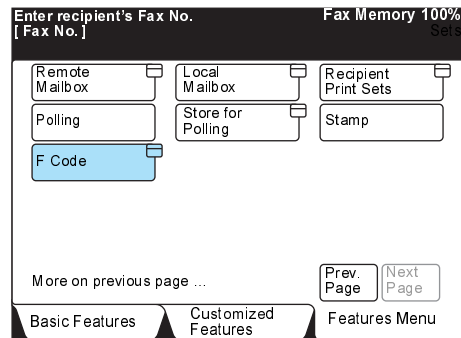 Enter recipient's Fax No. Fax Memory 100%
[ Fax No. ] Sets
Remote Mailbox
Local Mailbox
Recipient Print Sets
Polling
Store for Polling
Stamp
F Code
More on previous page ...
Prev. Page
Next Page
Basic Features
Customized Features
Features Menu